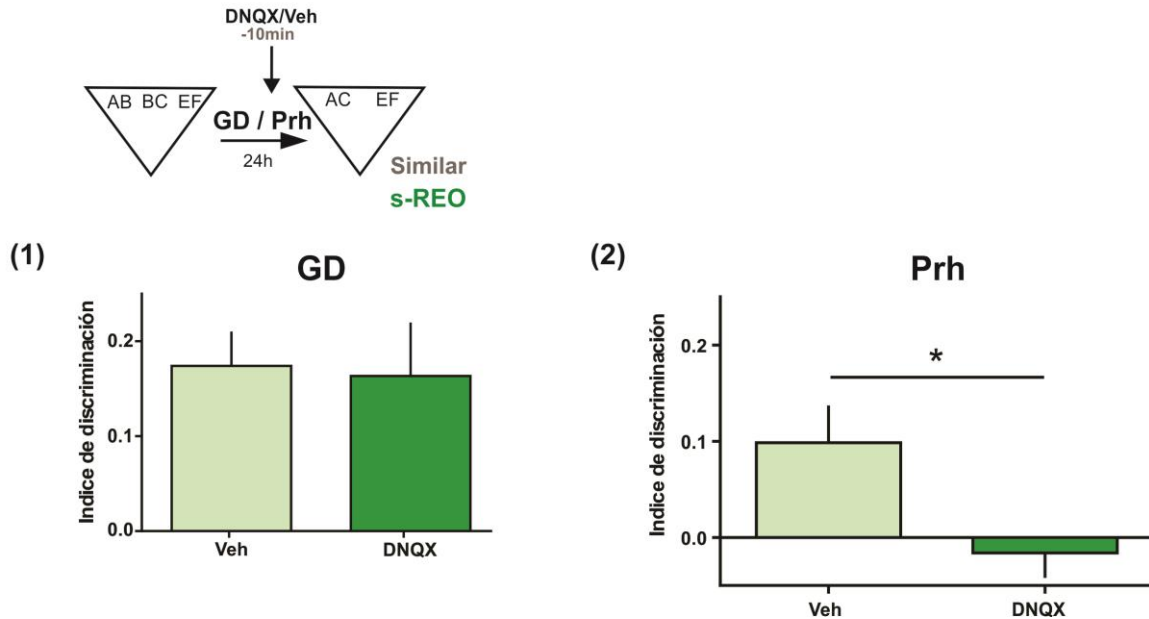 DNQX/Veh
-10min
AB BC EF
GD / Prh
24h
AC EF
Similar
s-REO
(1)
GD
Indice de discriminación
0.2
0.1
0.0
Veh DNQX
(2)
Prh
Indice de discriminación
0.2
*
0.1
0.0
Veh DNQX